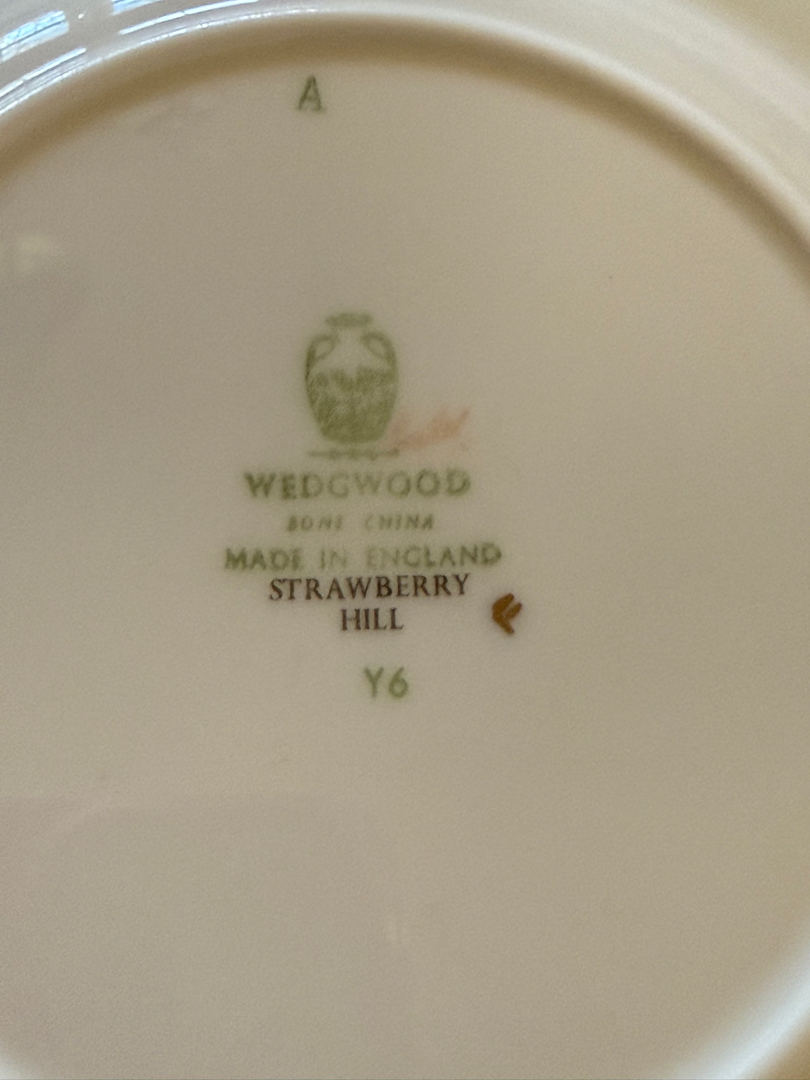 A
WEDGWOOD
BONE CHINA
MADE IN ENGLAND
STRAWBERRY
HILL
Y6